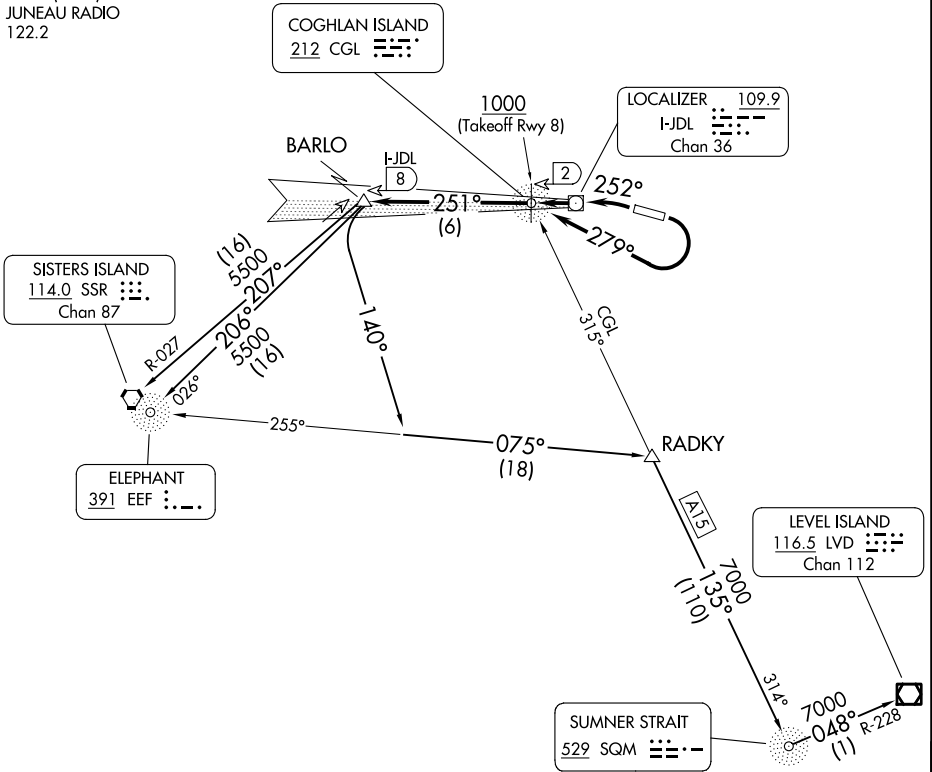 JUNEAU RADIO
122.2
COGHLAN ISLAND
212 CGL
1000
(Takeoff Rwy 8)
LOCALIZER 109.9
I-JDL
Chan 36
BARLO
I-JDL
8
2
252°
251°
(6)
279°
SISTERS ISLAND
114.0 SSR
Chan 87
(16)
5500
207°
206°
5500
(16)
R-027
026°
140°
CGL
315°
255°
075°
(18)
RADKY
ELEPHANT
391 EEF
A15
7000
135°
(110)
LEVEL ISLAND
116.5 LVD
Chan 112
314°
SUMNER STRAIT
529 SQM
7000
048°
(1)
R-228